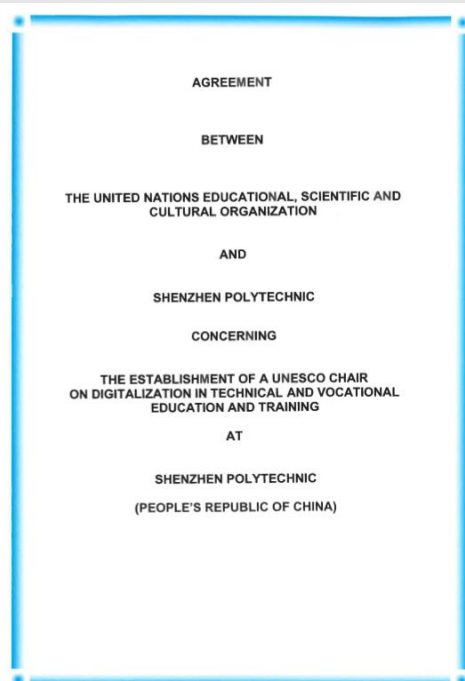 AGREEMENT
BETWEEN
THE UNITED NATIONS EDUCATIONAL, SCIENTIFIC AND
CULTURAL ORGANIZATION
AND
SHENZHEN POLYTECHNIC
CONCERNING
THE ESTABLISHMENT OF A UNESCO CHAIR
ON DIGITALIZATION IN TECHNICAL AND VOCATIONAL
EDUCATION AND TRAINING
AT
SHENZHEN POLYTECHNIC
(PEOPLE'S REPUBLIC OF CHINA)